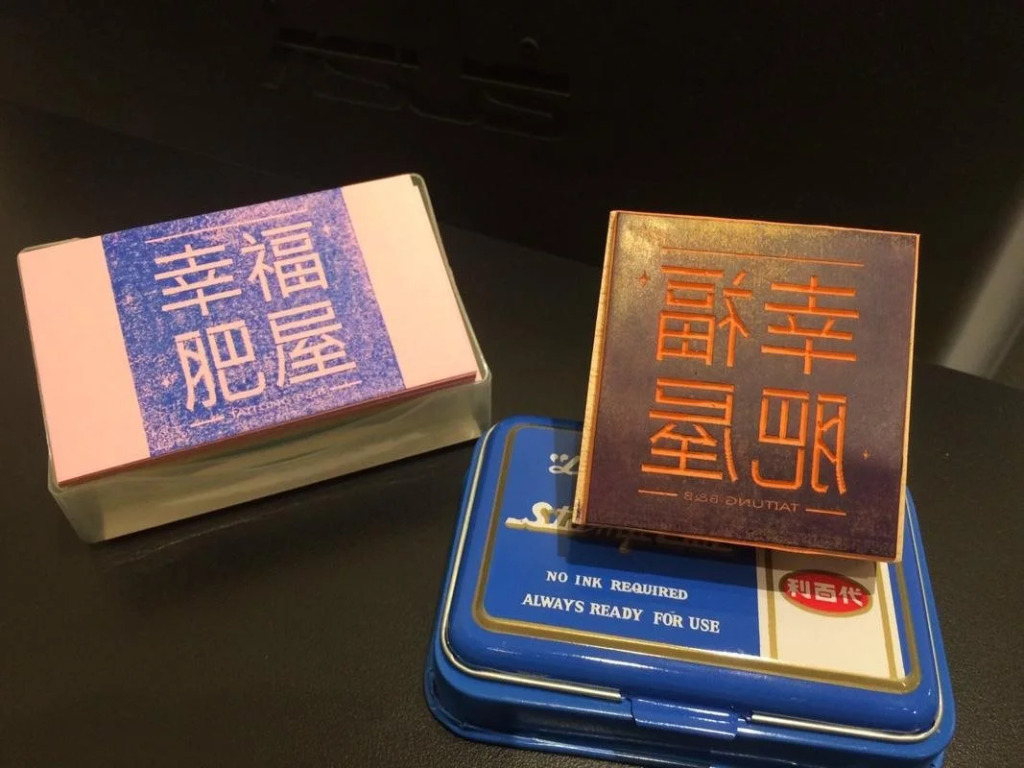 ASUS
幸福
肥屋
幸福
肥屋
TAITUNG B&B
NO INK REQUIRED
ALWAYS READY FOR USE
利百代